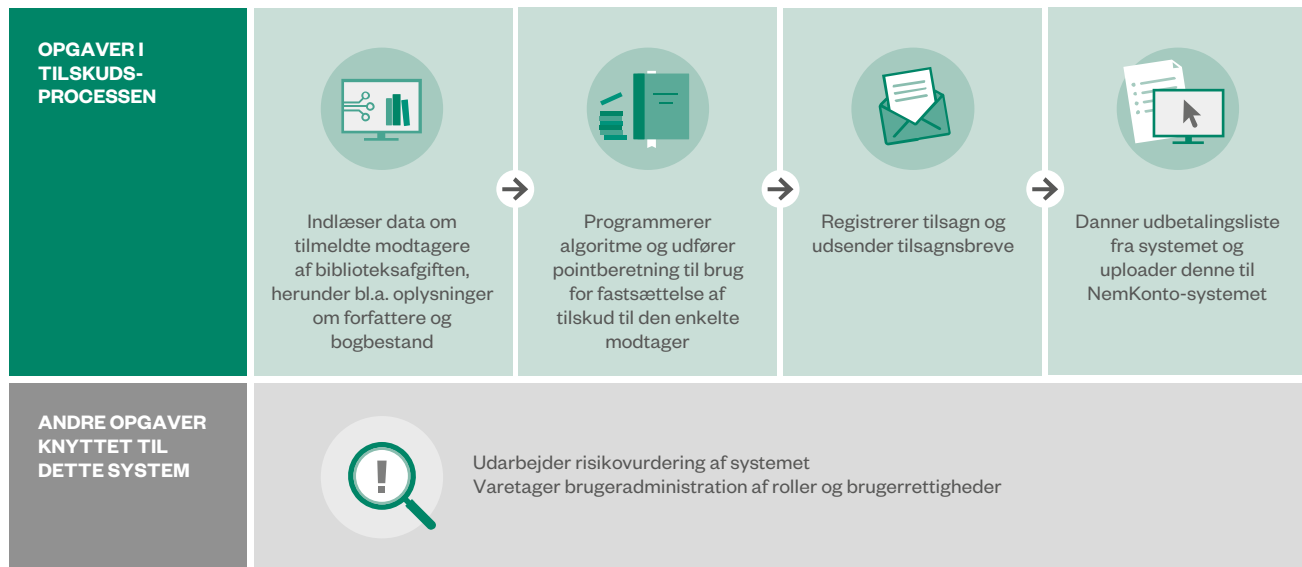 OPGAVER I
TILSKUDS-
PROCESSEN
Indlæser data om
tilmeldte modtagere
af biblioteksafgiften,
herunder bl.a. oplysninger
om forfattere og
bogbestand
Programmerer
algoritme og udfører
pointberetning til brug
for fastsættelse af
tilskud til den enkelte
modtager
Registrerer tilsagn og
udsender tilsagnsbreve
Danner udbetalingsliste
fra systemet og
uploader denne til
NemKonto-systemet
ANDRE OPGAVER
KNYTTET TIL
DETTE SYSTEM
!
Udarbejder risikovurdering af systemet
Varetager brugeradministration af roller og brugerrettigheder